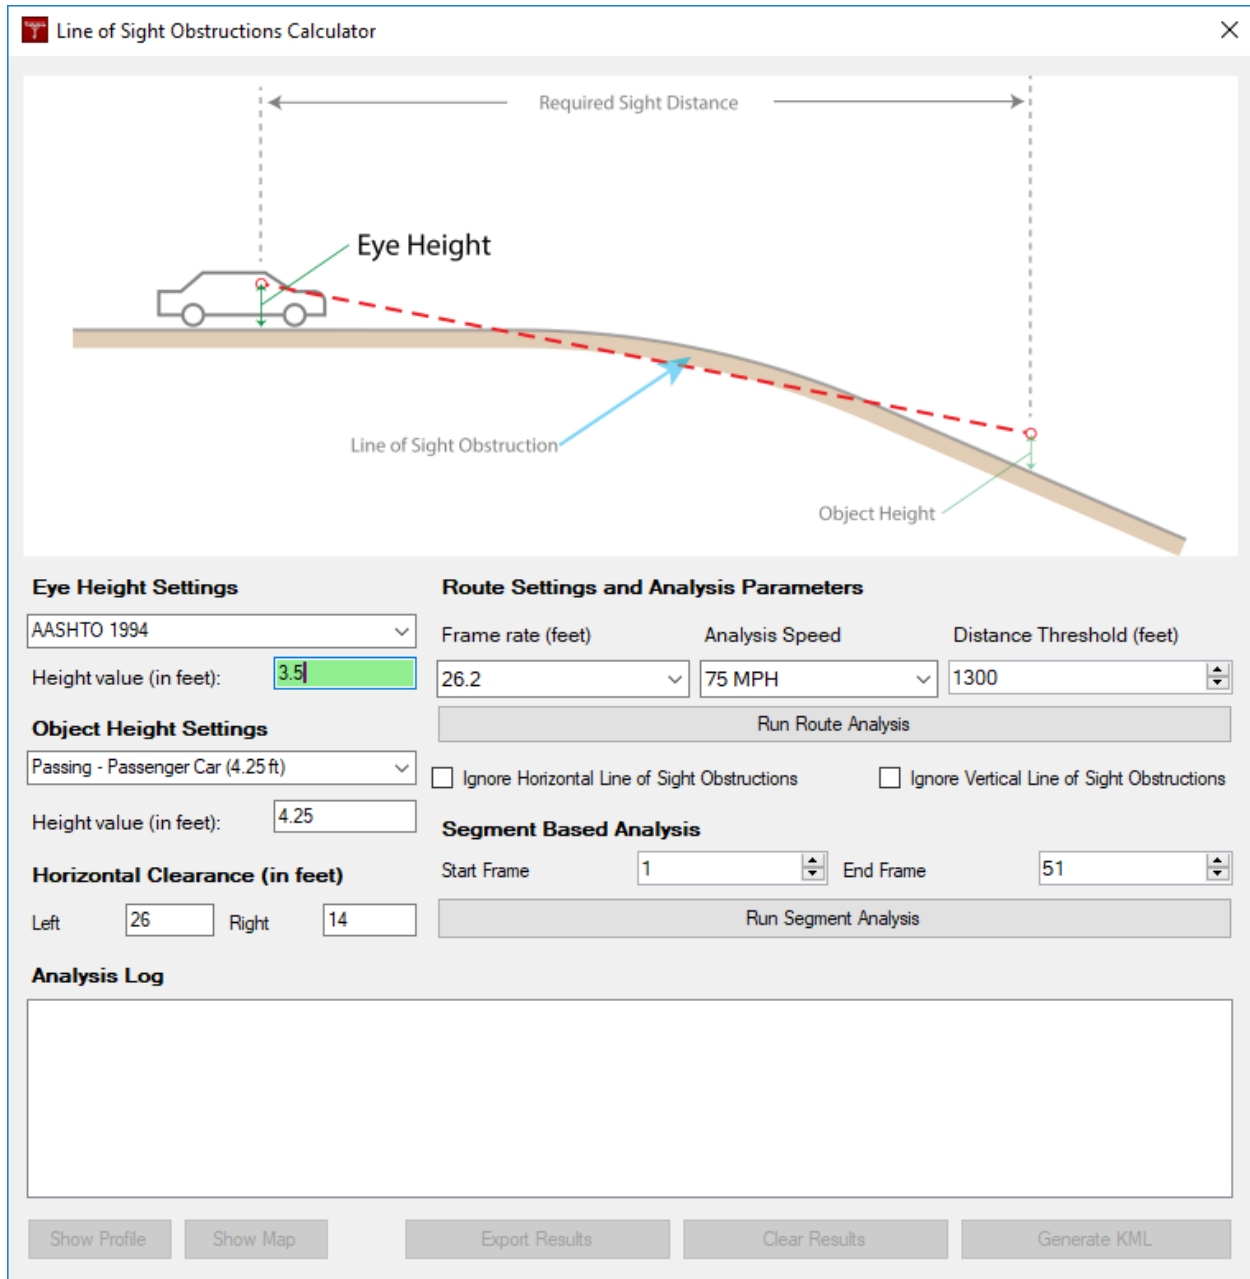 Line of Sight Obstructions Calculator
Required Sight Distance
Eye Height
Line of Sight Obstruction
Object Height
Eye Height Settings
AASHTO 1994
Height value (in feet): 3.5
Object Height Settings
Passing - Passenger Car (4.25 ft)
Height value (in feet): 4.25
Horizontal Clearance (in feet)
Left 26 Right 14
Route Settings and Analysis Parameters
Frame rate (feet) Analysis Speed Distance Threshold (feet)
26.2 75 MPH 1300
Run Route Analysis
Ignore Horizontal Line of Sight Obstructions Ignore Vertical Line of Sight Obstructions
Segment Based Analysis
Start Frame 1 End Frame 51
Run Segment Analysis
Analysis Log
Show Profile Show Map Export Results Clear Results Generate KML